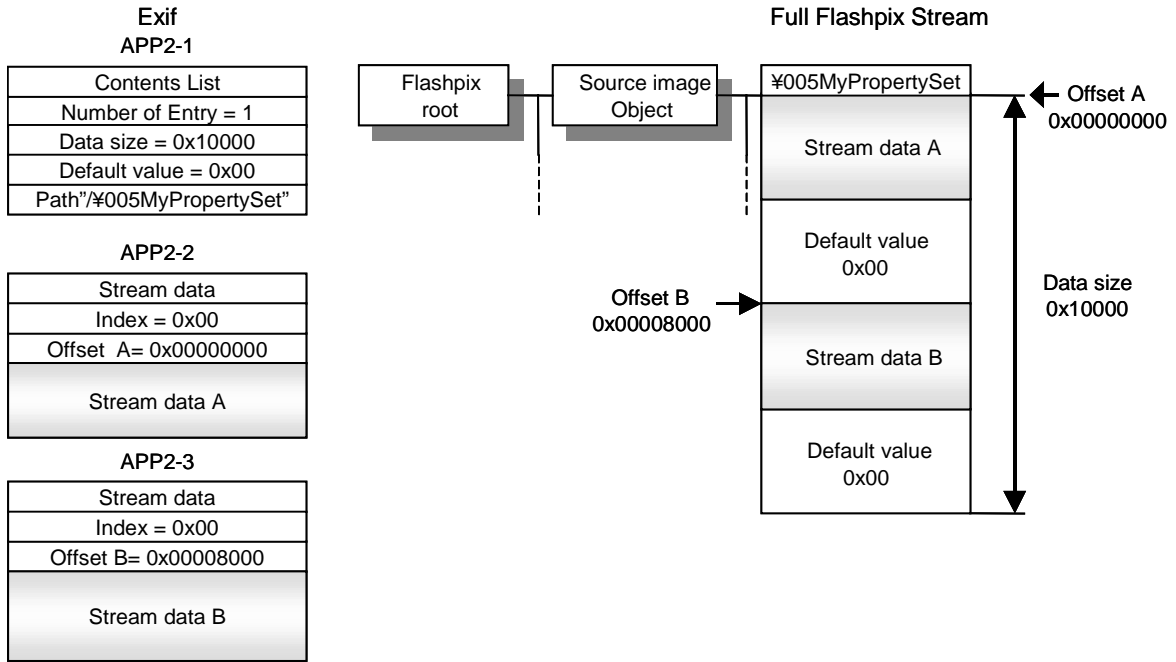 Exif
APP2-1
Contents List
Number of Entry = 1
Data size = 0x10000
Default value = 0x00
Path”/¥005MyPropertySet”
APP2-2
Stream data
Index = 0x00
Offset A= 0x00000000
Stream data A
APP2-3
Stream data
Index = 0x00
Offset B= 0x00008000
Stream data B
Full Flashpix Stream
Flashpix
root
Source image
Object
¥005MyPropertySet
Offset A
0x00000000
Stream data A
Default value
0x00
Offset B
0x00008000
Data size
0x10000
Stream data B
Default value
0x00